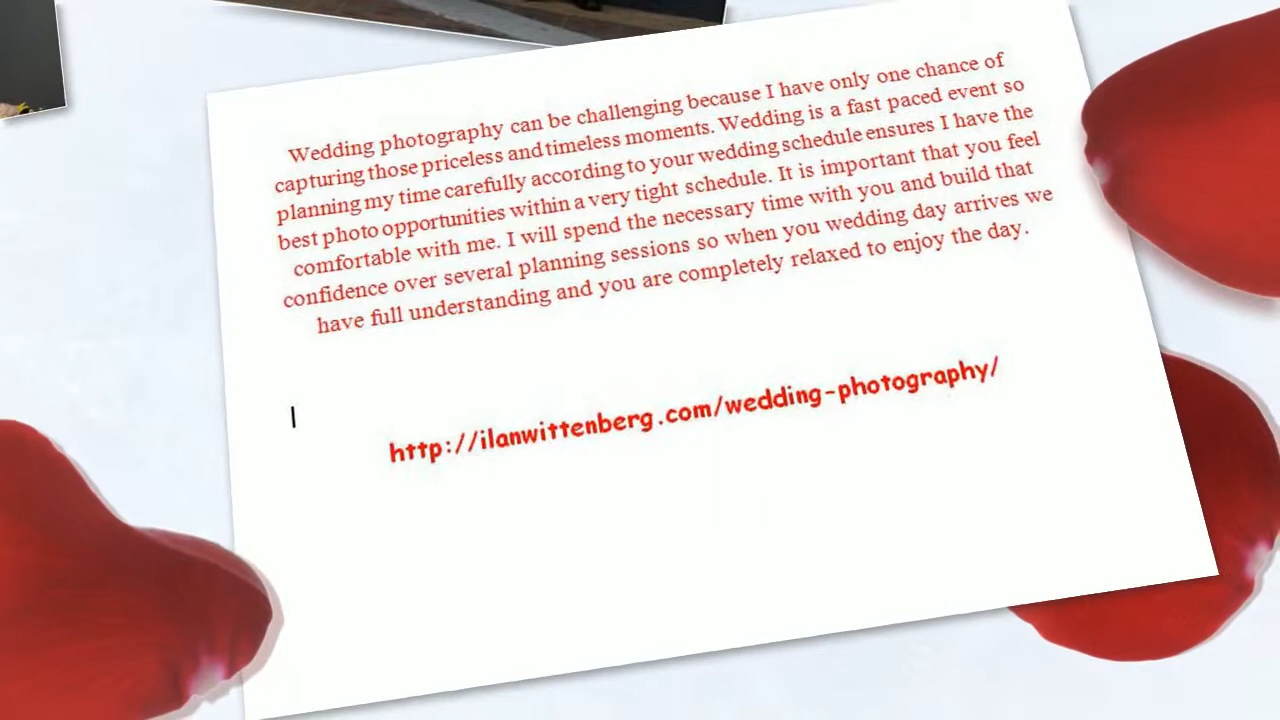 Wedding photography can be challenging because I have only one chance of
capturing those priceless and timeless moments. Wedding is a fast paced event so
planning my time carefully according to your wedding schedule ensures I have the
best photo opportunities within a very tight schedule. It is important that you feel
comfortable with me. I will spend the necessary time with you and build that
confidence over several planning sessions so when you wedding day arrives we
have full understanding and you are completely relaxed to enjoy the day.
http://ilanwittenberg.com/wedding-photography/